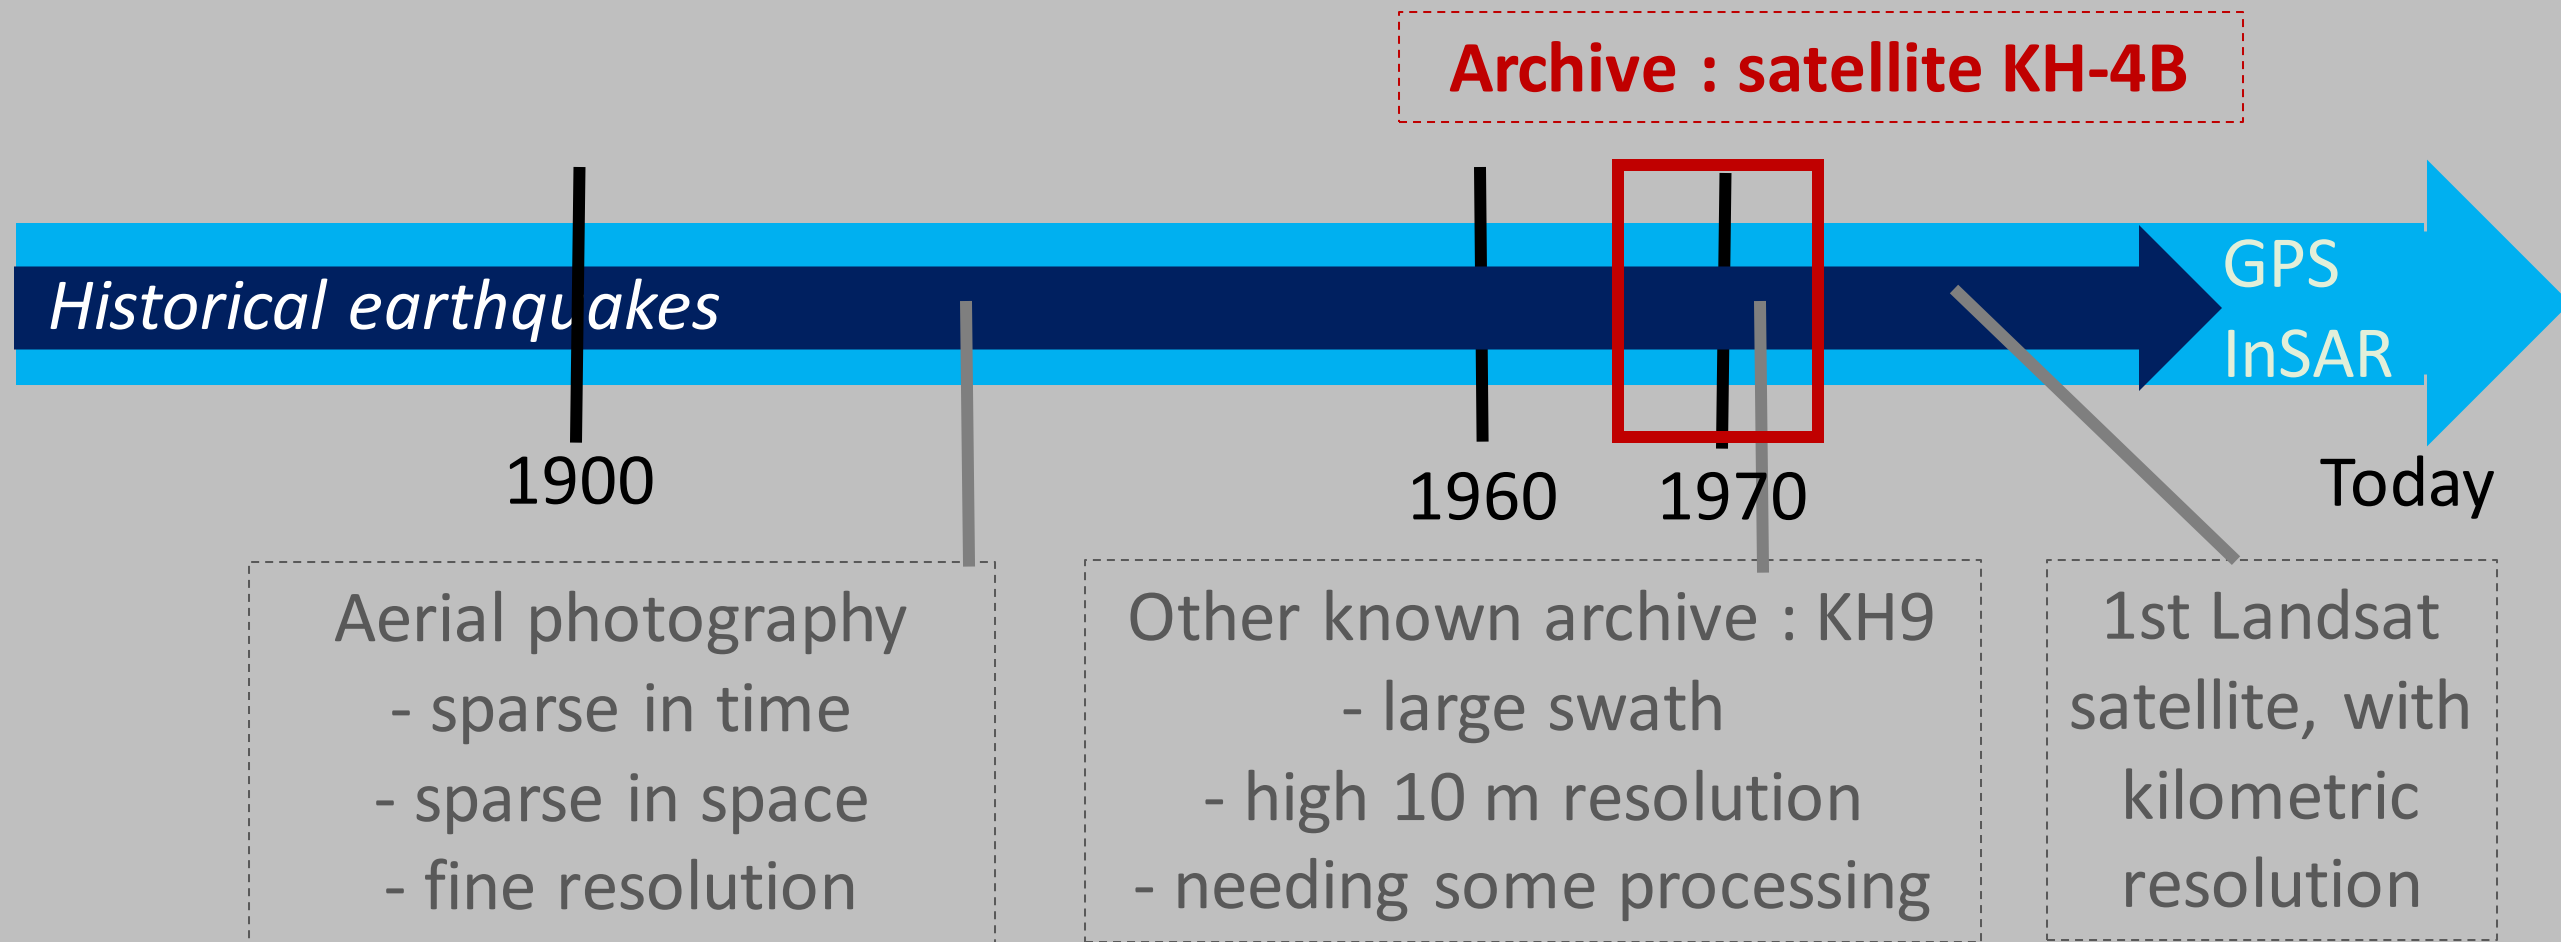 Archive : satellite KH-4B
Historical earthquakes
GPS
InSAR
1900
1960
1970
Today
Aerial photography
- sparse in time
- sparse in space
- fine resolution
Other known archive : KH9
- large swath
- high 10 m resolution
- needing some processing
1st Landsat
satellite, with
kilometric
resolution